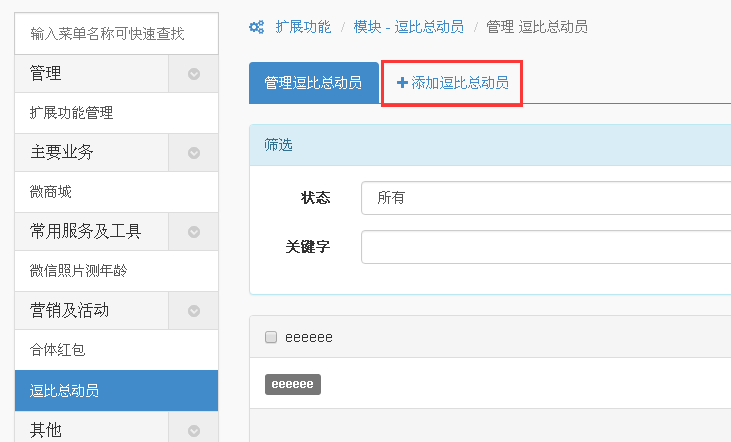 输入菜单名称可快速查找
管理
扩展功能管理
主要业务
微商城
常用服务及工具
微信照片测年龄
营销及活动
合体红包
逗比总动员
其他
扩展功能 / 模块 - 逗比总动员 / 管理 逗比总动员
管理逗比总动员
添加逗比总动员
筛选
状态 所有
关键字
eeeeee
eeeeee